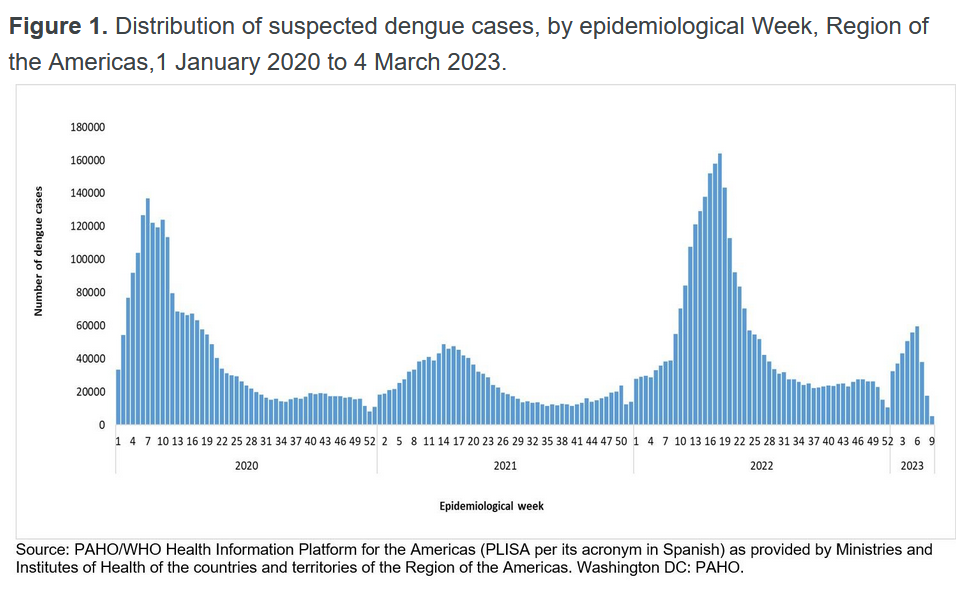 Figure 1. Distribution of suspected dengue cases, by epidemiological Week, Region of
the Americas,1 January 2020 to 4 March 2023.
180000
160000
140000
120000
100000
80000
60000
40000
20000
0
Number of dengue cases
1 4 7 10 13 16 19 22 25 28 31 34 37 40 43 46 49 52 2 5 8 11 14 17 20 23 26 29 32 35 38 41 44 47 50 1 4 7 10 13 16 19 22 25 28 31 34 37 40 43 46 49 52 3 6 9
2020 2021 2022 2023
Epidemiological week
Source: PAHO/WHO Health Information Platform for the Americas (PLISA per its acronym in Spanish) as provided by Ministries and
Institutes of Health of the countries and territories of the Region of the Americas. Washington DC: PAHO.